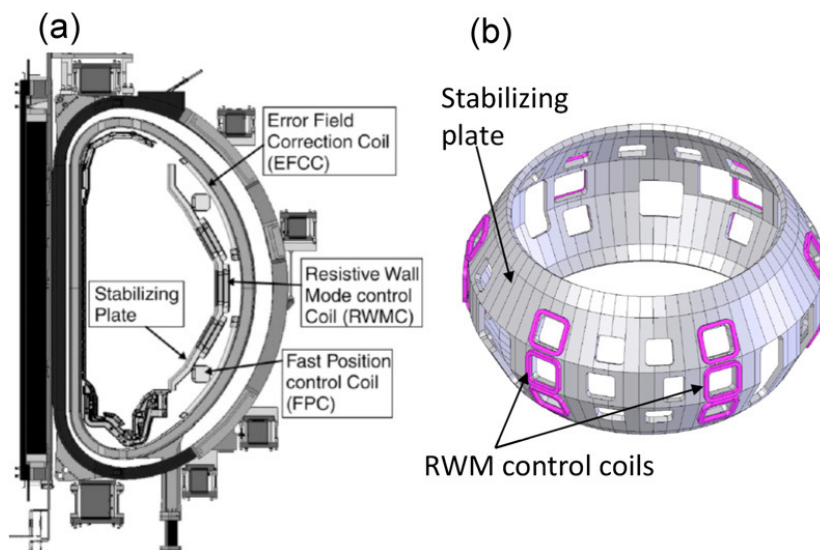 (a)
Error Field
Correction Coil
(EFCC)
Resistive Wall
Mode control
Coil (RWMC)
Stabilizing
Plate
Fast Position
control Coil
(FPC)
(b)
Stabilizing
plate
RWM control coils